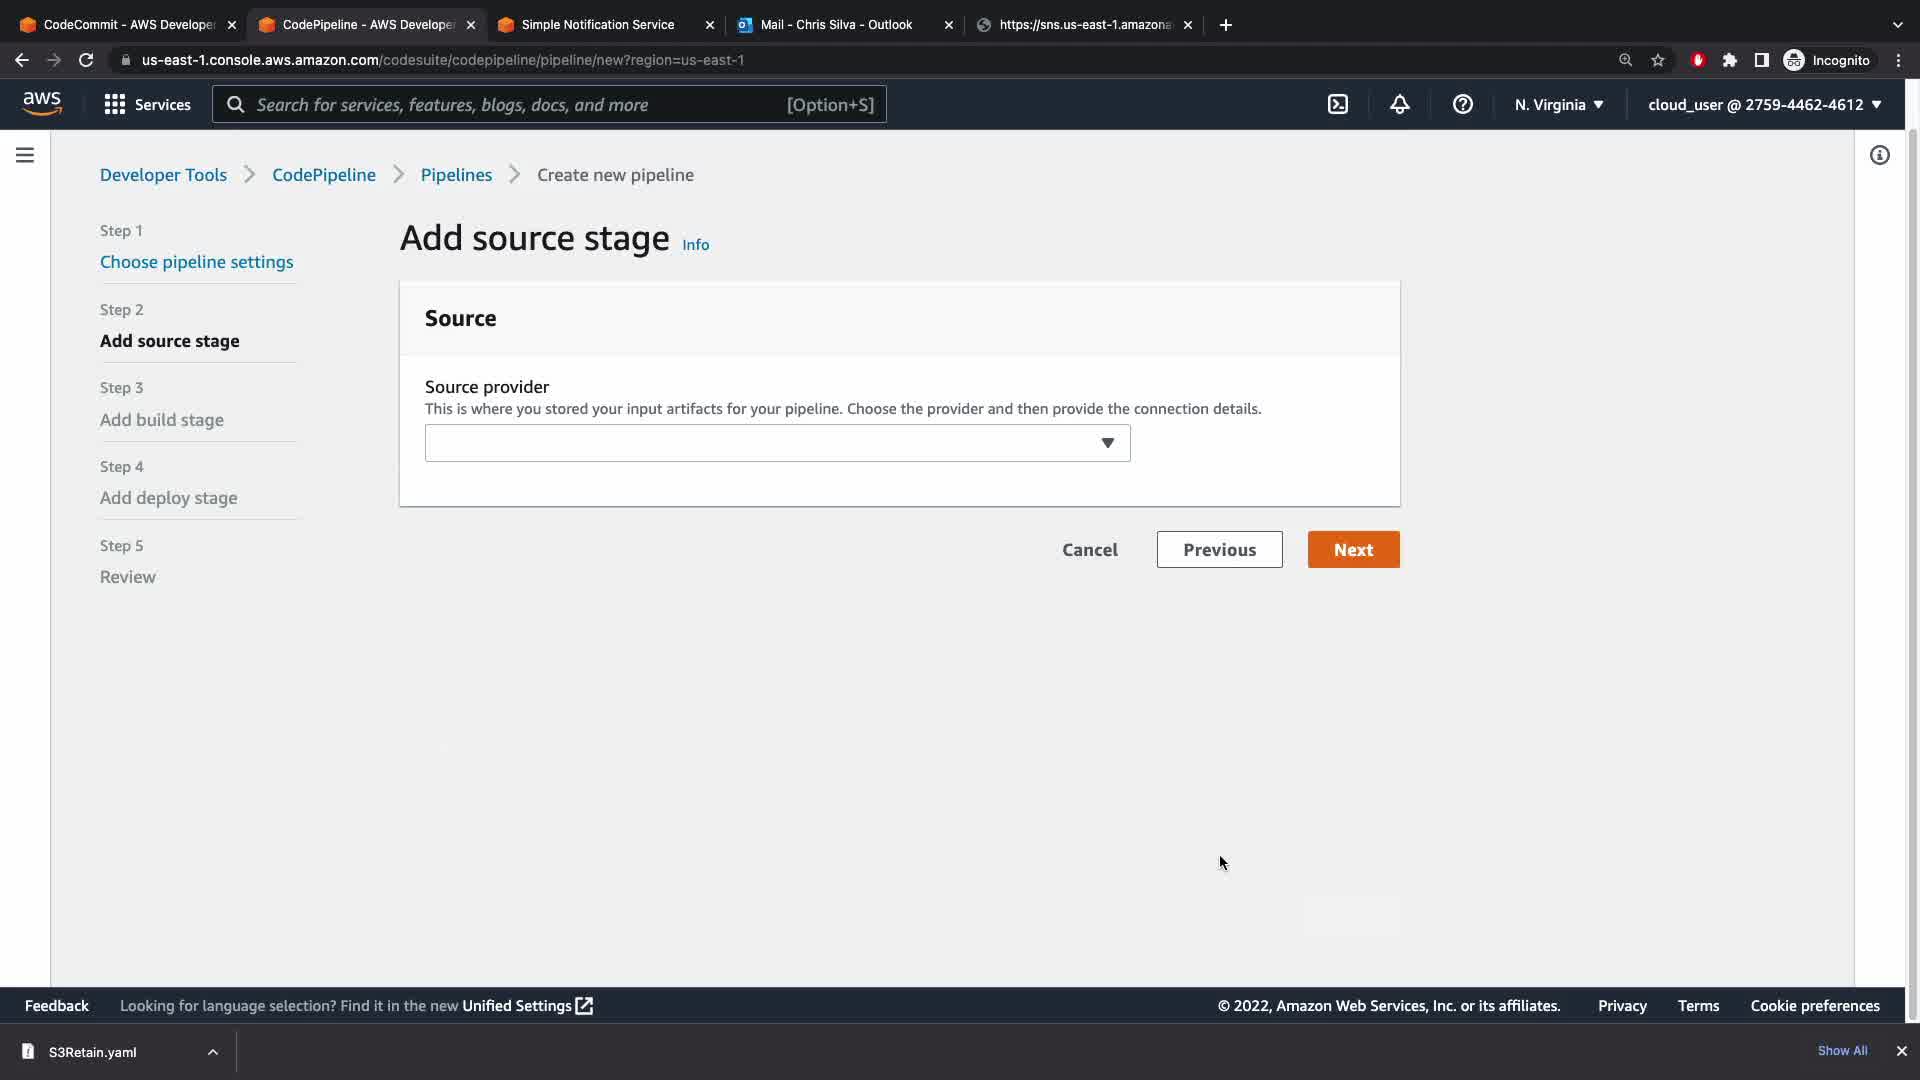 CodeCommit - AWS Develope
CodePipeline - AWS Develope
Simple Notification Service
Mail - Chris Silva - Outlook
https://sns.us-east-1.amazona
us-east-1.console.aws.amazon.com/codesuite/codepipeline/pipeline/new?region=us-east-1
Incognito
aws
Services
Search for services, features, blogs, docs, and more
[Option+S]
N. Virginia
cloud_user @ 2759-4462-4612
Developer Tools
CodePipeline
Pipelines
Create new pipeline
Step 1
Choose pipeline settings
Step 2
Add source stage
Step 3
Add build stage
Step 4
Add deploy stage
Step 5
Review
Add source stage
Info
Source
Source provider
This is where you stored your input artifacts for your pipeline. Choose the provider and then provide the connection details.
Cancel
Previous
Next
Feedback
Looking for language selection? Find it in the new Unified Settings
© 2022, Amazon Web Services, Inc. or its affiliates.
Privacy
Terms
Cookie preferences
S3Retain.yaml
Show All